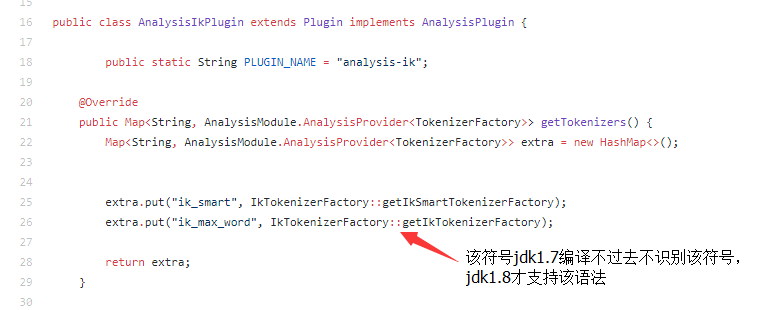 15
16 public class AnalysisIkPlugin extends Plugin implements AnalysisPlugin {
17
18 public static String PLUGIN_NAME = "analysis-ik";
19
20 @Override
21 public Map<String, AnalysisModule.AnalysisProvider<TokenizerFactory>> getTokenizers() {
22 Map<String, AnalysisModule.AnalysisProvider<TokenizerFactory>> extra = new HashMap<>();
23
24
25 extra.put("ik_smart", IkTokenizerFactory::getIkSmartTokenizerFactory);
26 extra.put("ik_max_word", IkTokenizerFactory::getIkTokenizerFactory);
27
28 return extra;
29 }
30
该符号jdk1.7编译不过去不识别该符号，
jdk1.8才支持该语法